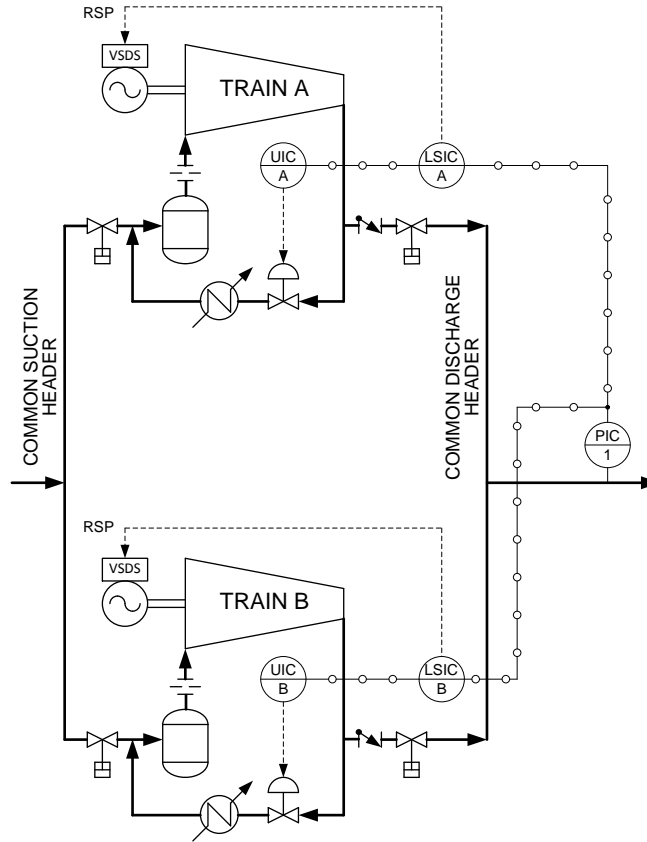 RSP
VSDS
TRAIN A
UIC
A
LSIC
A
COMMON SUCTION
HEADER
COMMON DISCHARGE
HEADER
PIC
1
RSP
VSDS
TRAIN B
UIC
B
LSIC
B